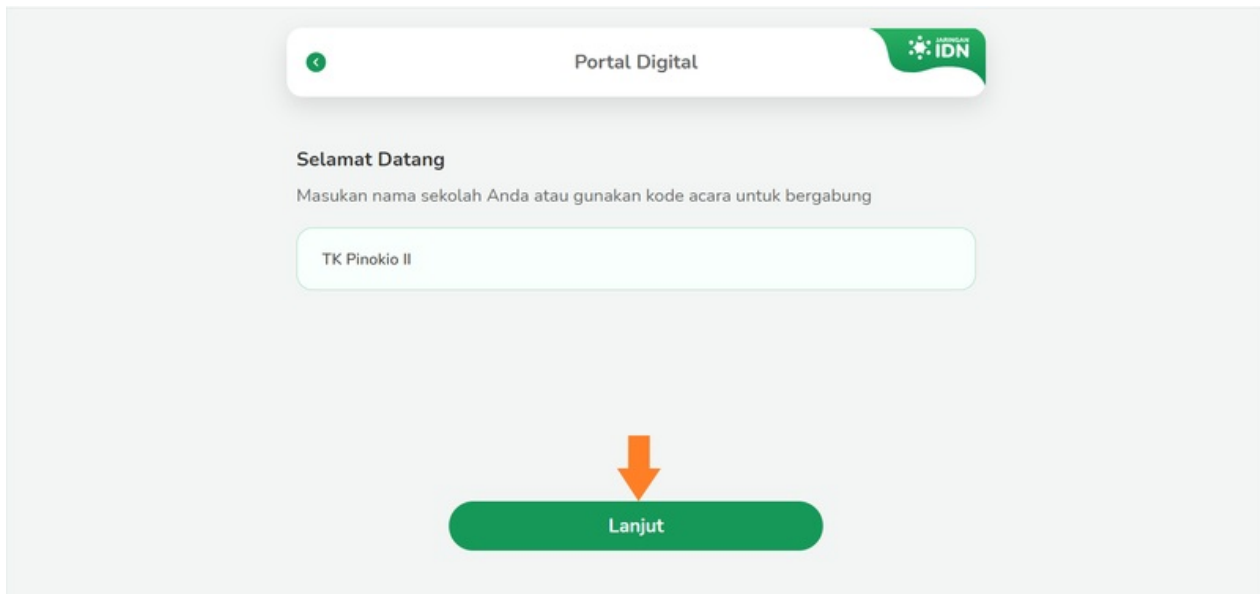 Portal Digital
JARINGAN
IDN
Selamat Datang
Masukan nama sekolah Anda atau gunakan kode acara untuk bergabung
TK Pinokio II
Lanjut